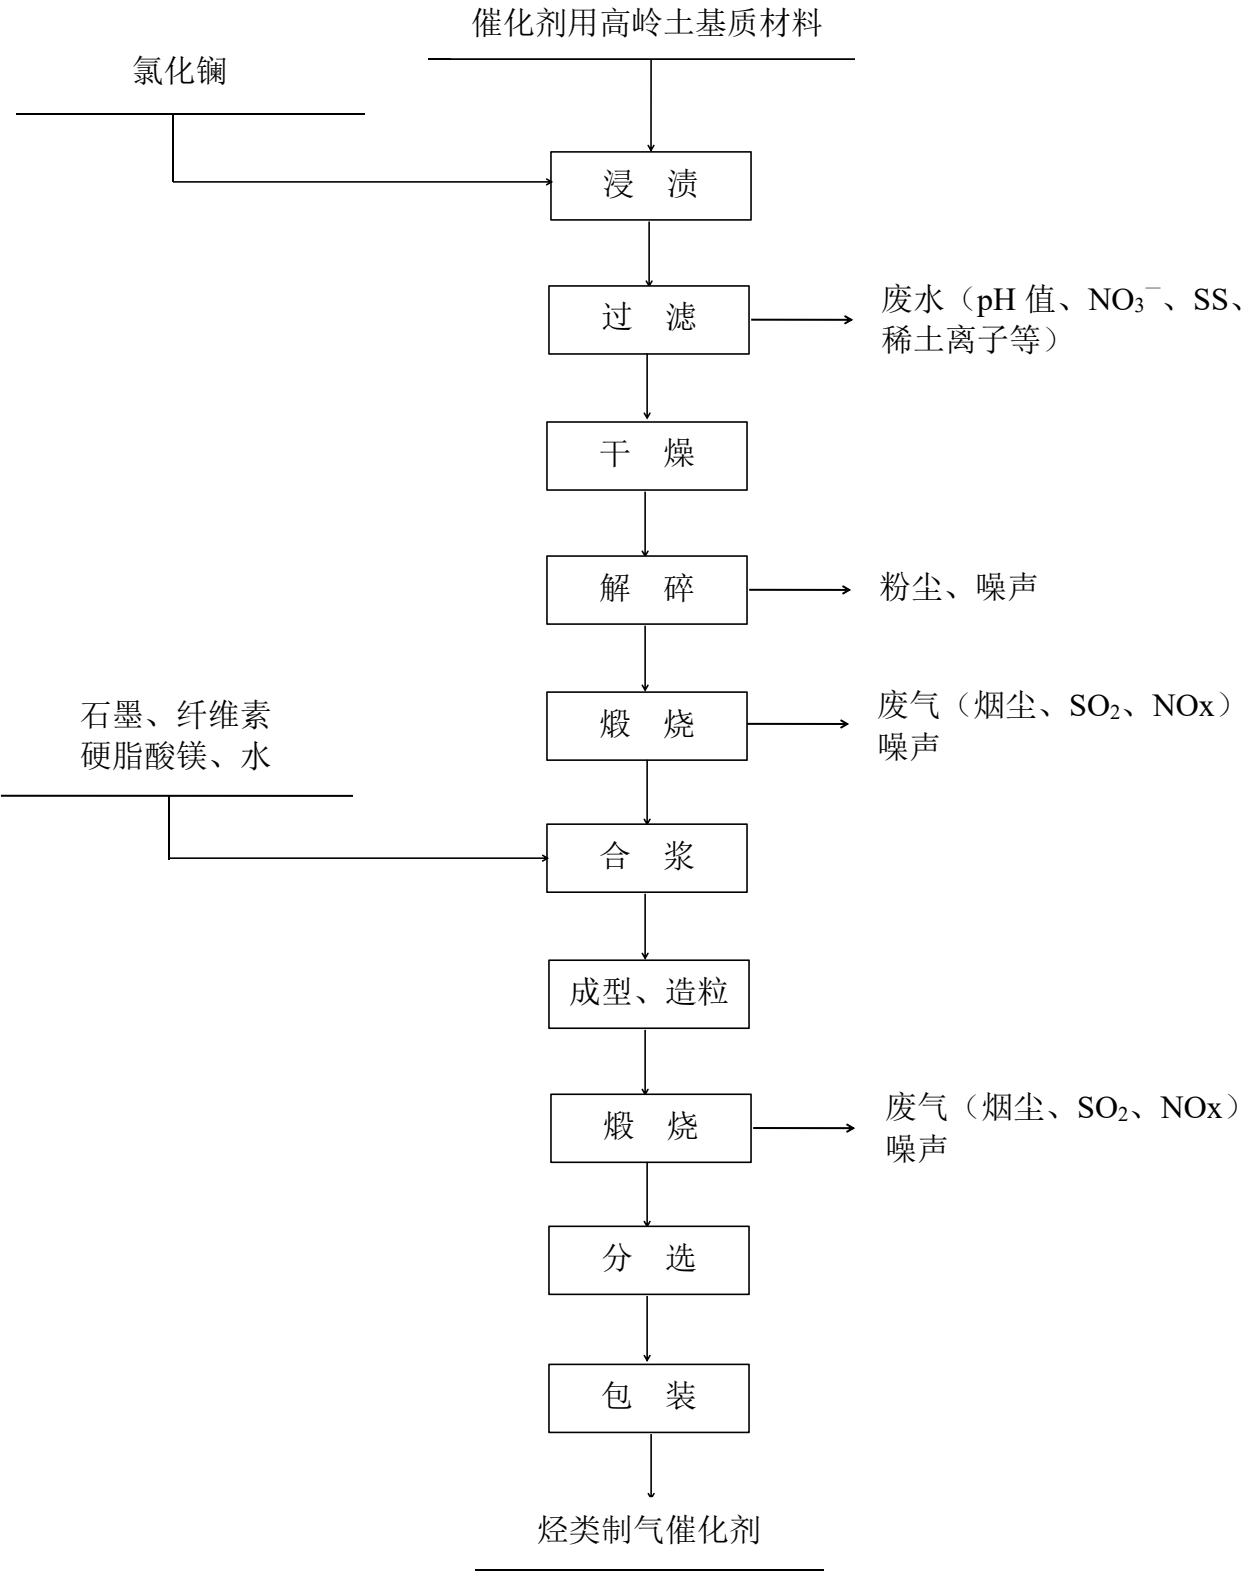 催化剂用高岭土基质材料
氯化镧
浸 渍
过 滤
废水（pH 值、NO₃⁻、SS、
稀土离子等）
干 燥
解 碎
粉尘、噪声
煅 烧
废气（烟尘、SO₂、NOx）
噪声
石墨、纤维素
硬脂酸镁、水
合 浆
成型、造粒
煅 烧
废气（烟尘、SO₂、NOx）
噪声
分 选
包 装
烃类制气催化剂